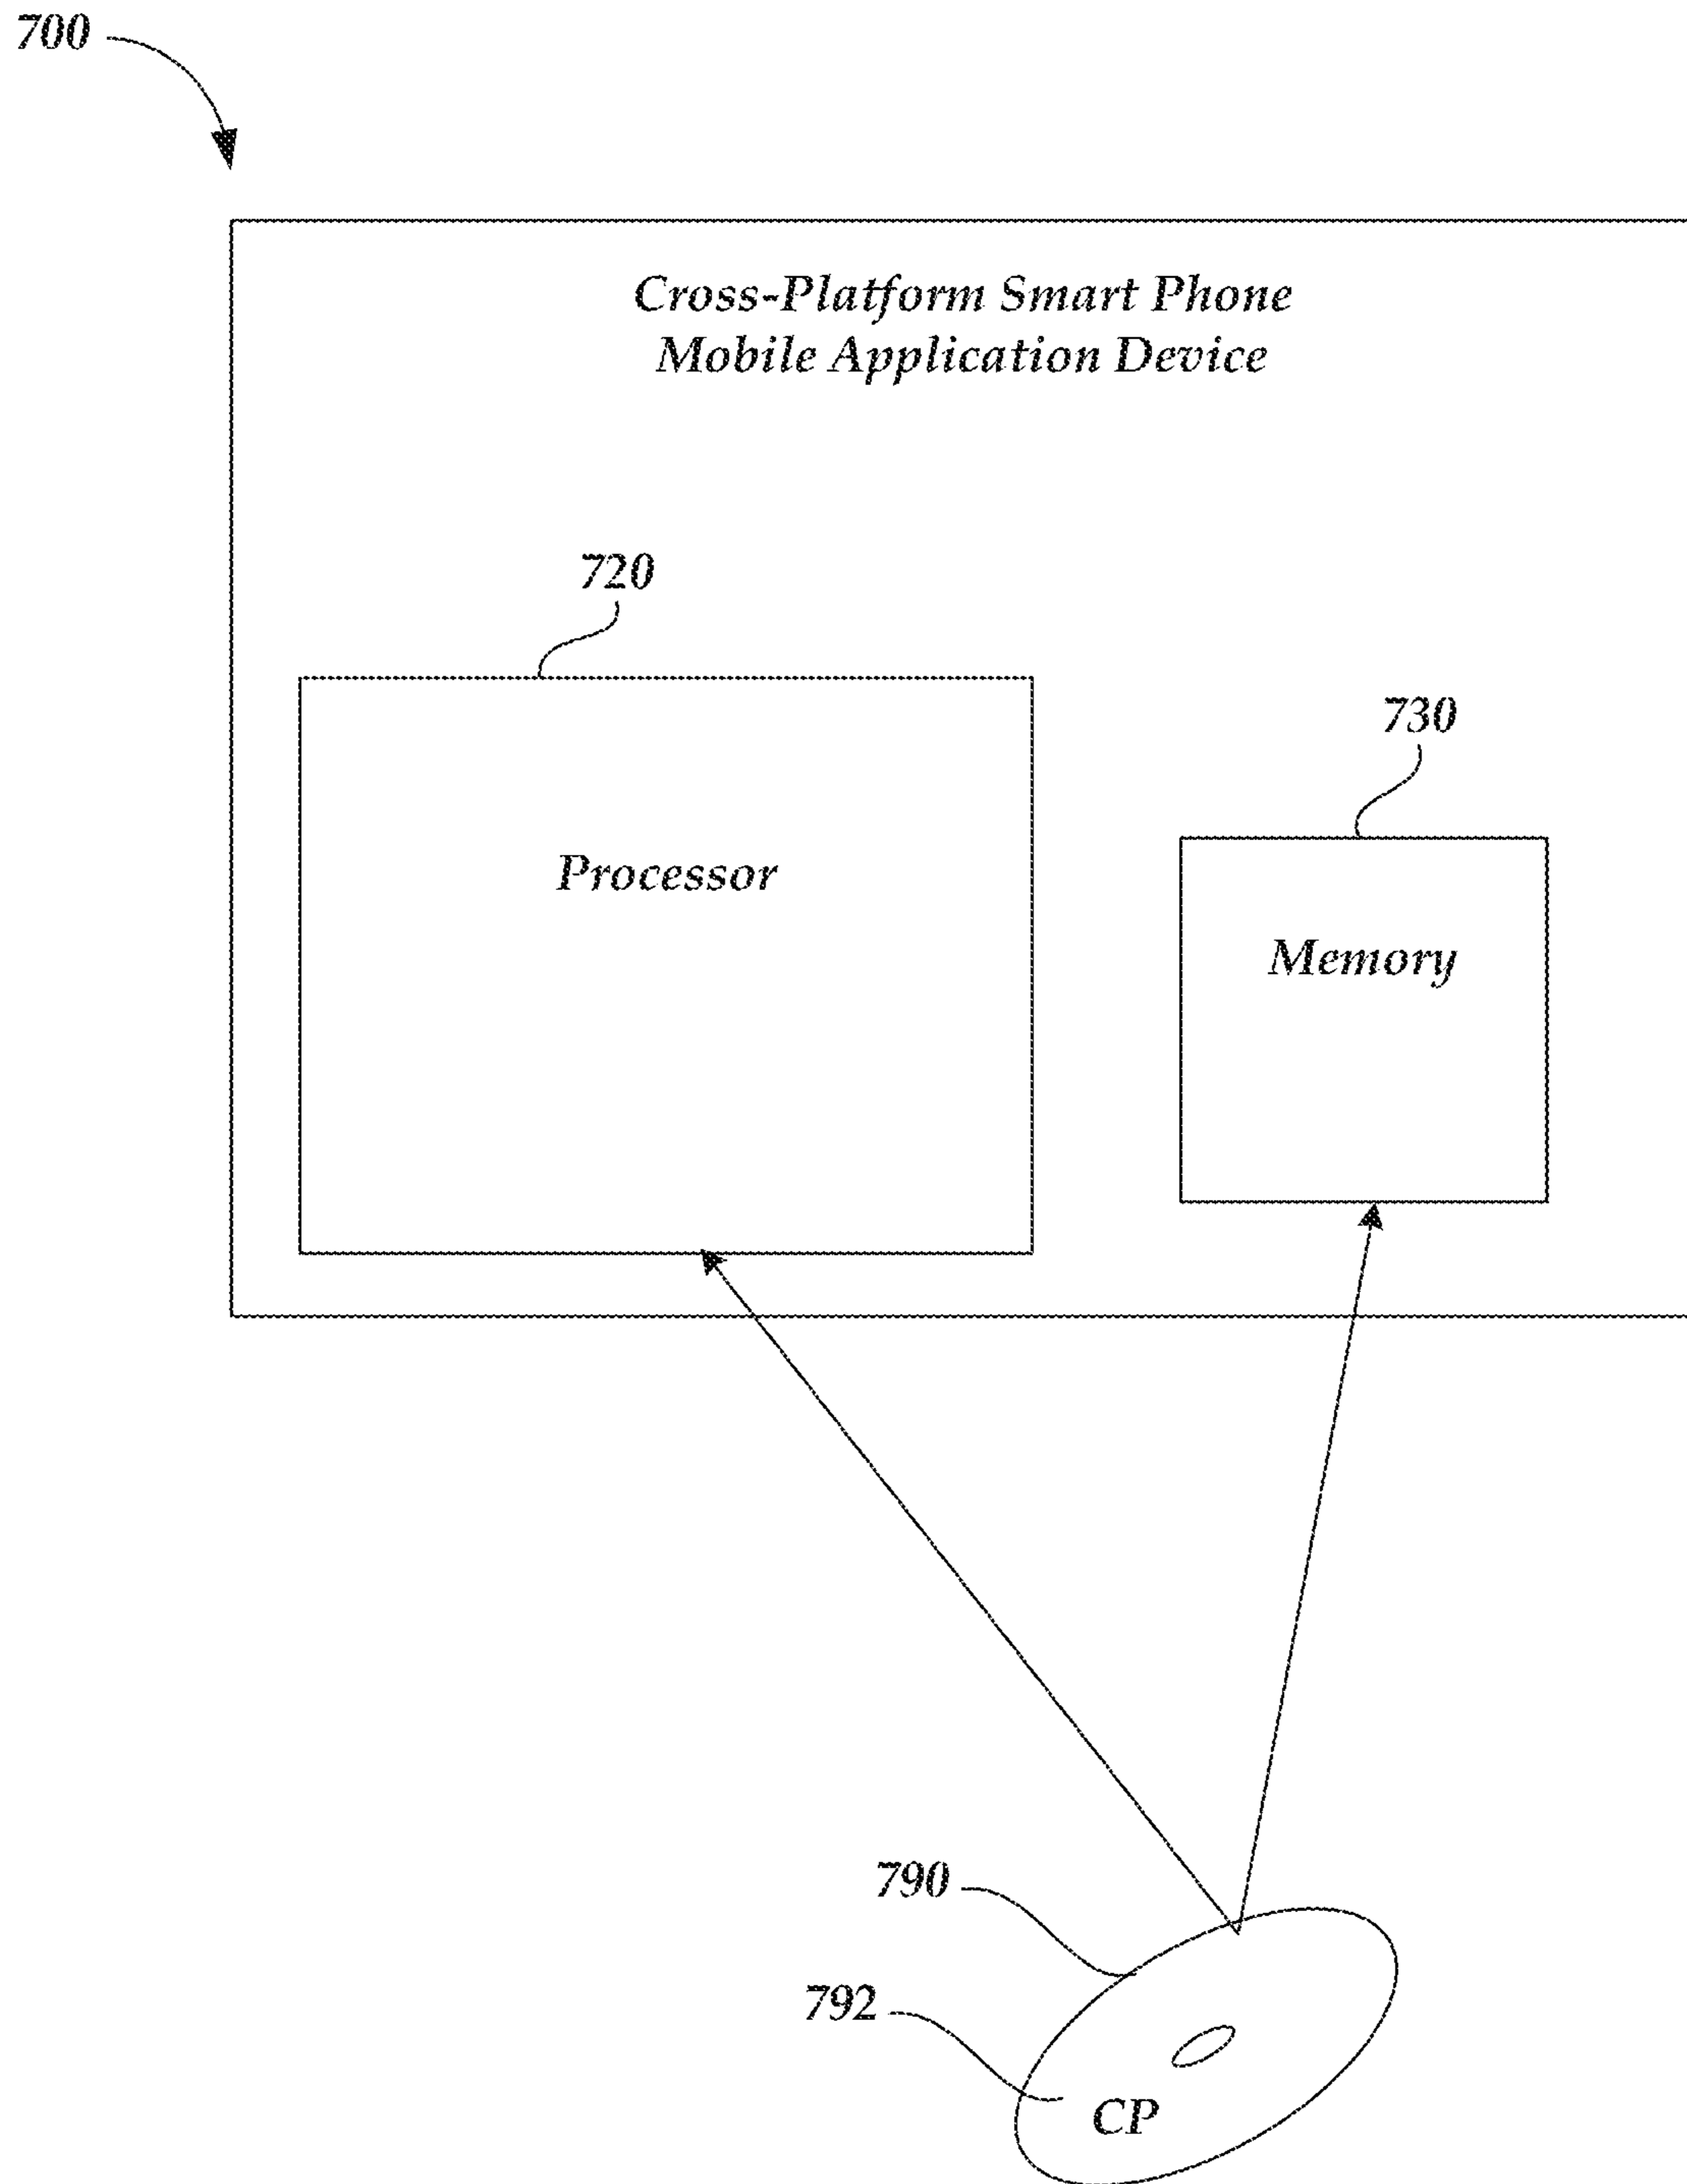 700
Cross-Platform Smart Phone
Mobile Application Device
720
730
Processor
Memory
790
792
CP